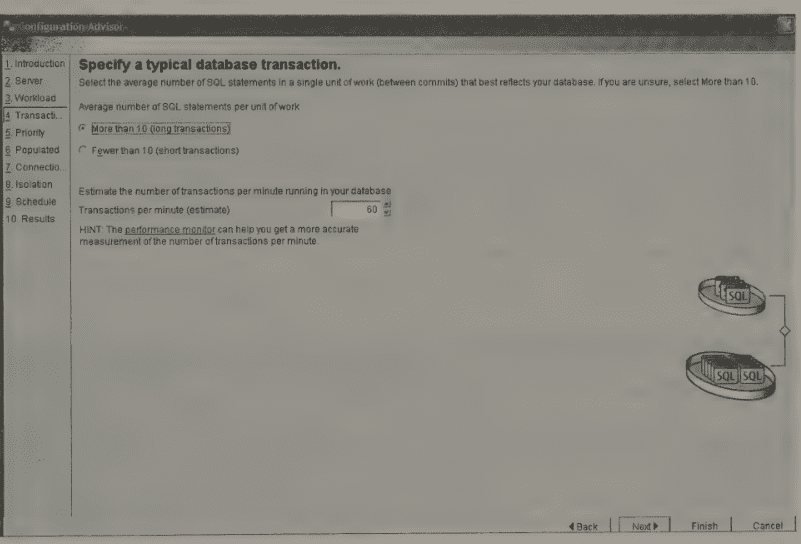 Configuration Advisor
1. Introduction
2. Server
3. Workload
4. Transacti...
5. Priority
6. Populated
7. Connectio...
8. Isolation
9. Schedule
10. Results
Specify a typical database transaction.
Select the average number of SQL statements in a single unit of work (between commits) that best reflects your database. If you are unsure, select More than 10.
Average number of SQL statements per unit of work
More than 10 (long transactions)
Fewer than 10 (short transactions)
Estimate the number of transactions per minute running in your database
Transactions per minute (estimate) 60
HINT: The performance monitor can help you get a more accurate
measurement of the number of transactions per minute.
SQL
SQL SQL
Back Next Finish Cancel